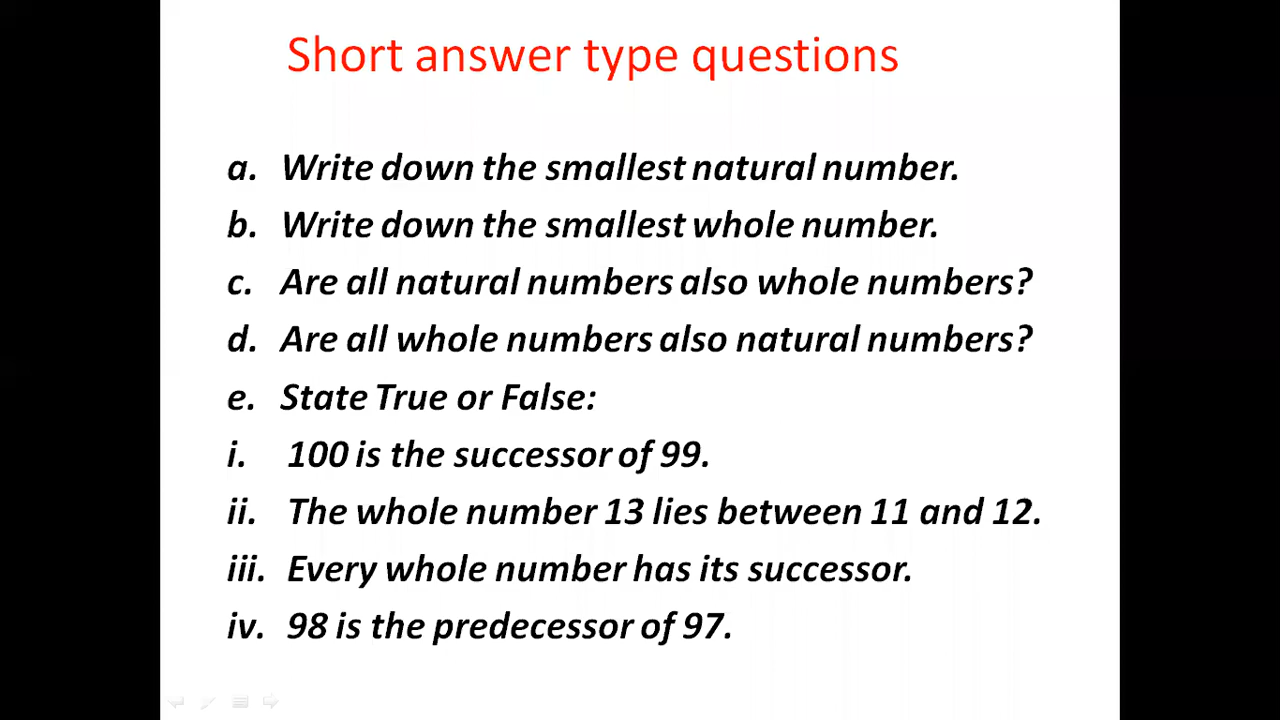 Short answer type questions
a. Write down the smallest natural number.
b. Write down the smallest whole number.
c. Are all natural numbers also whole numbers?
d. Are all whole numbers also natural numbers?
e. State True or False:
i. 100 is the successor of 99.
ii. The whole number 13 lies between 11 and 12.
iii. Every whole number has its successor.
iv. 98 is the predecessor of 97.